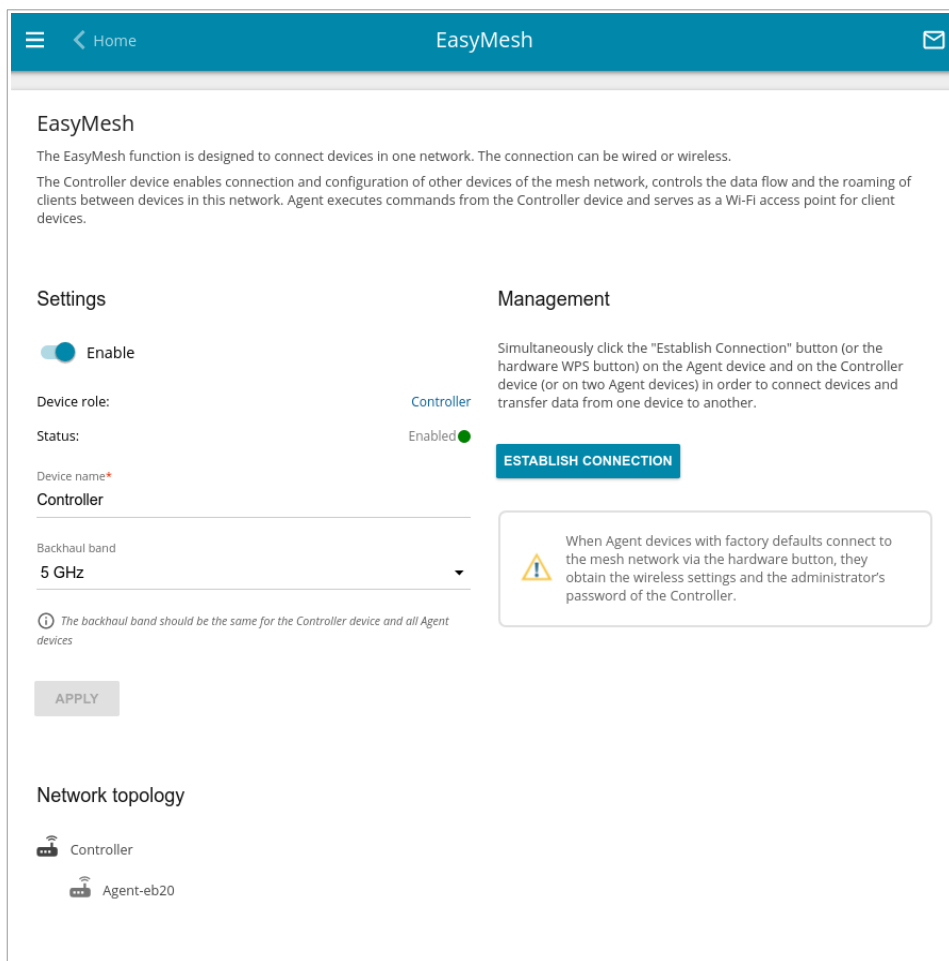 Home
EasyMesh
EasyMesh
The EasyMesh function is designed to connect devices in one network. The connection can be wired or wireless.
The Controller device enables connection and configuration of other devices of the mesh network, controls the data flow and the roaming of
clients between devices in this network. Agent executes commands from the Controller device and serves as a Wi-Fi access point for client
devices.
Settings
Enable
Device role:
Controller
Status:
Enabled
Device name*
Controller
Backhaul band
5 GHz
The backhaul band should be the same for the Controller device and all Agent
devices
APPLY
Management
Simultaneously click the "Establish Connection" button (or the
hardware WPS button) on the Agent device and on the Controller
device (or on two Agent devices) in order to connect devices and
transfer data from one device to another.
ESTABLISH CONNECTION
When Agent devices with factory defaults connect to
the mesh network via the hardware button, they
obtain the wireless settings and the administrator's
password of the Controller.
Network topology
Controller
Agent-eb20